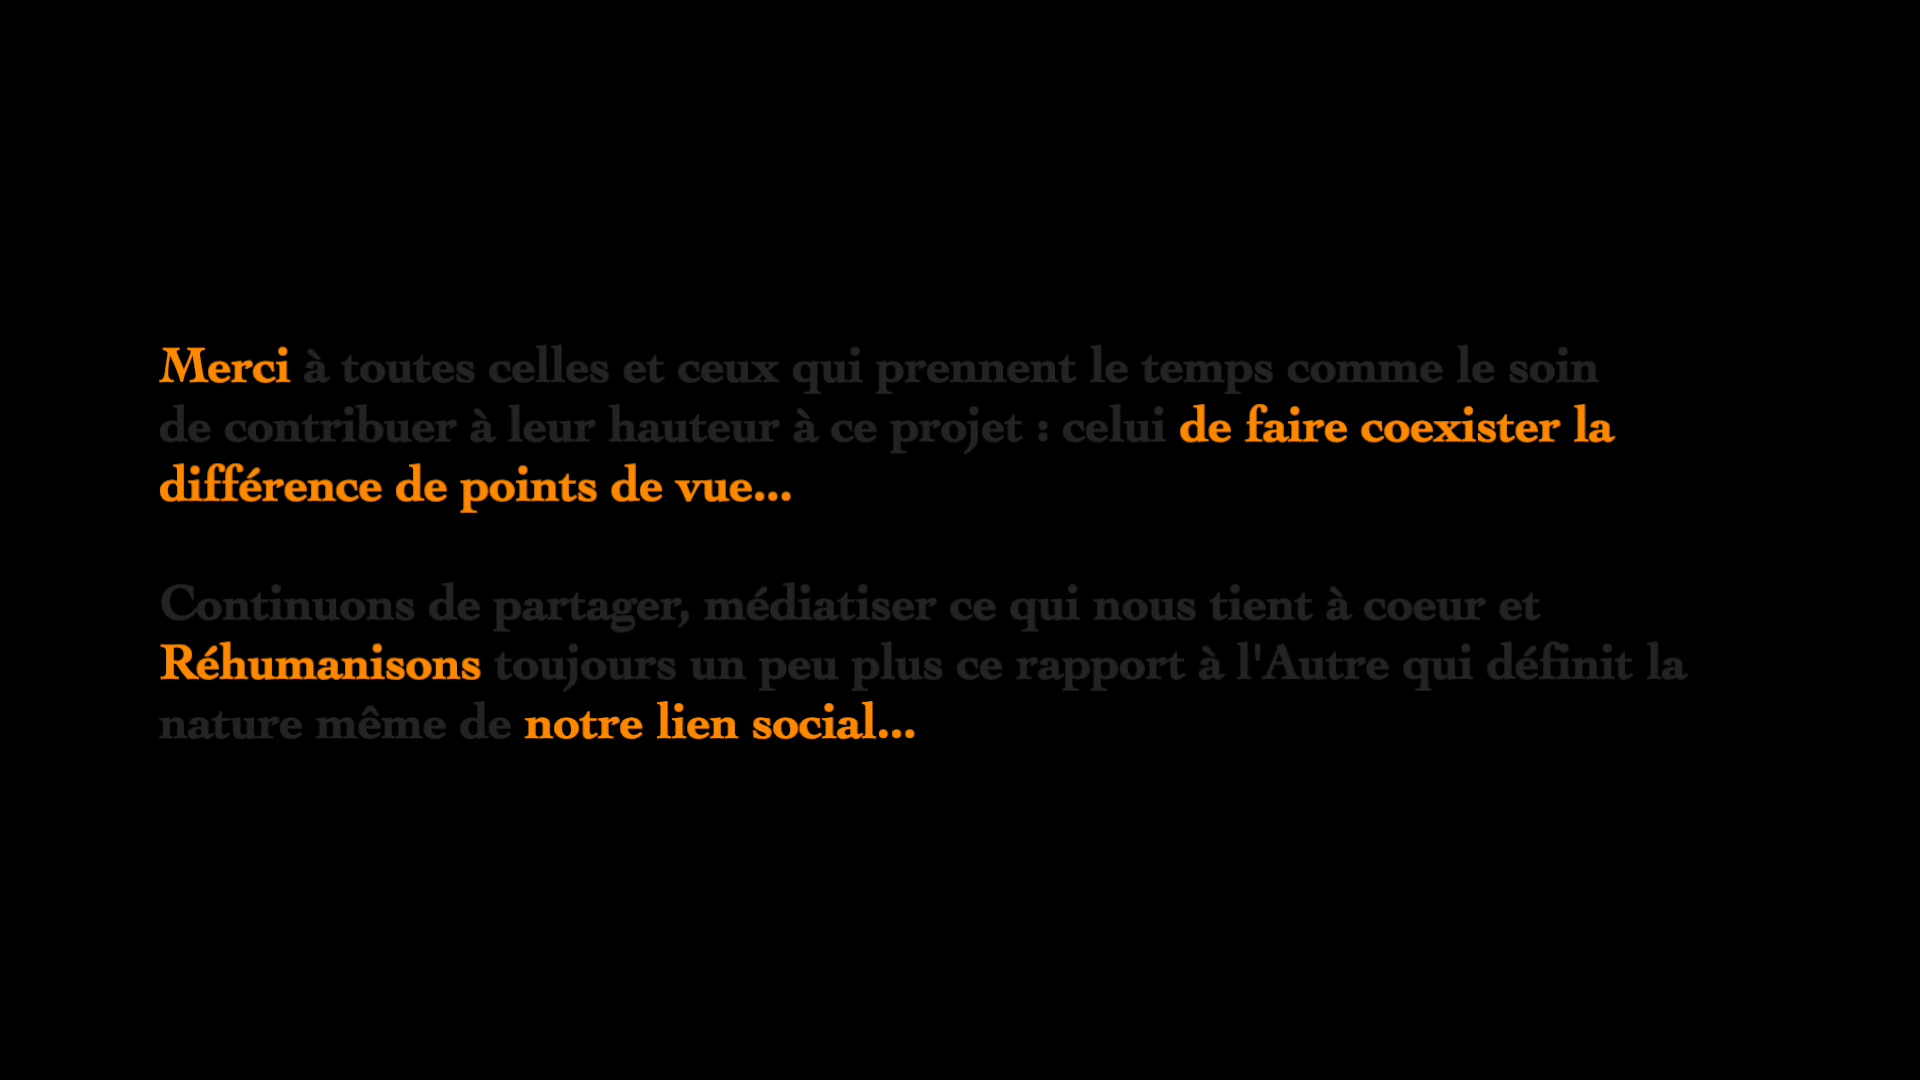 Merci à toutes celles et ceux qui prennent le temps comme le soin
de contribuer à leur hauteur à ce projet : celui de faire coexister la
différence de points de vue...
Continuons de partager, médiatiser ce qui nous tient à coeur et
Réhumanisons toujours un peu plus ce rapport à l'Autre qui définit la
nature même de notre lien social...